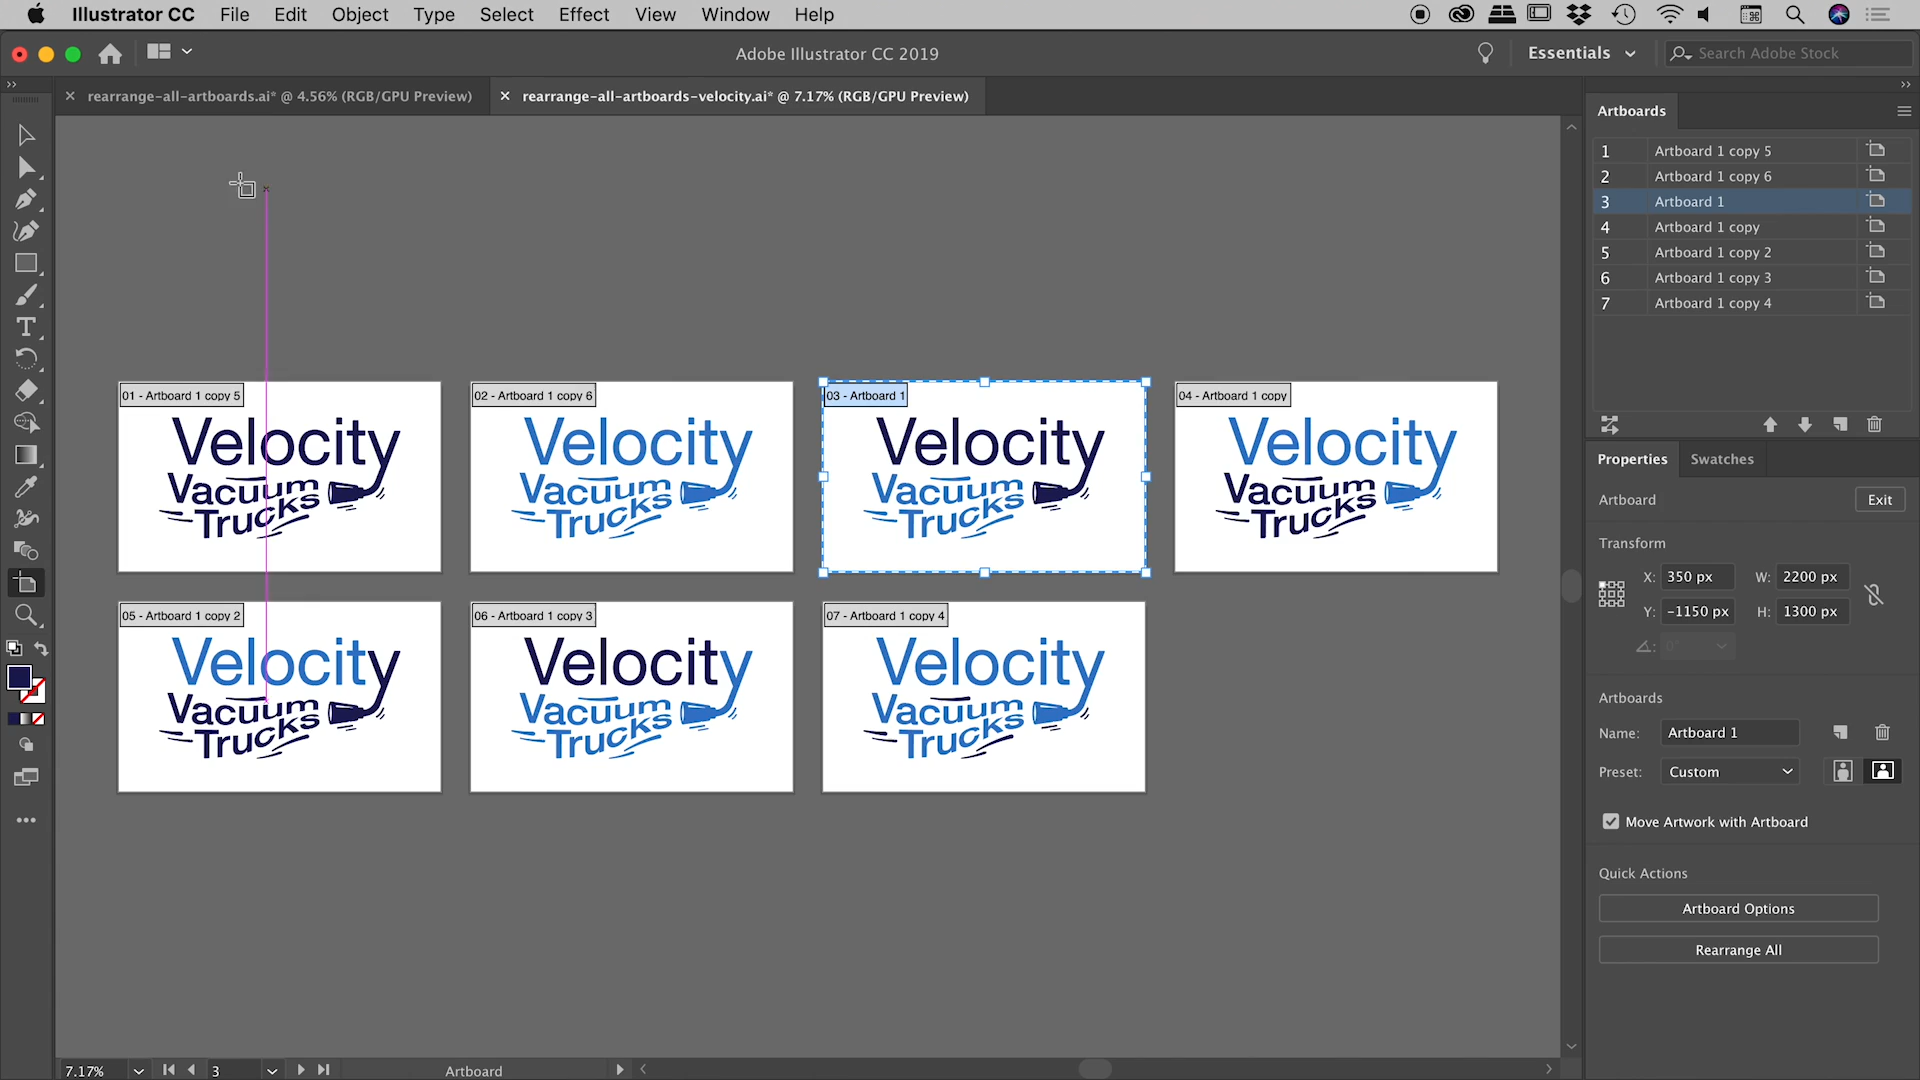 Illustrator CC File Edit Object Type Select Effect View Window Help
Adobe Illustrator CC 2019
Essentials
Search Adobe Stock
rearrange-all-artboards.ai* @ 4.56% (RGB/GPU Preview)
rearrange-all-artboards-velocity.ai* @ 7.17% (RGB/GPU Preview)
Artboards
1 Artboard 1 copy 5
2 Artboard 1 copy 6
3 Artboard 1
4 Artboard 1 copy
5 Artboard 1 copy 2
6 Artboard 1 copy 3
7 Artboard 1 copy 4
01 - Artboard 1 copy 5
Velocity
Vacuum
Trucks
02 - Artboard 1 copy 6
Velocity
Vacuum
Trucks
03 - Artboard 1
Velocity
Vacuum
Trucks
04 - Artboard 1 copy
Velocity
Vacuum
Trucks
05 - Artboard 1 copy 2
Velocity
Vacuum
Trucks
06 - Artboard 1 copy 3
Velocity
Vacuum
Trucks
07 - Artboard 1 copy 4
Velocity
Vacuum
Trucks
Properties Swatches
Artboard Exit
Transform
X: 350 px W: 2200 px
Y: -1150 px H: 1300 px
0°
Artboards
Name: Artboard 1
Preset: Custom
Move Artwork with Artboard
Quick Actions
Artboard Options
Rearrange All
7.17% 3 Artboard